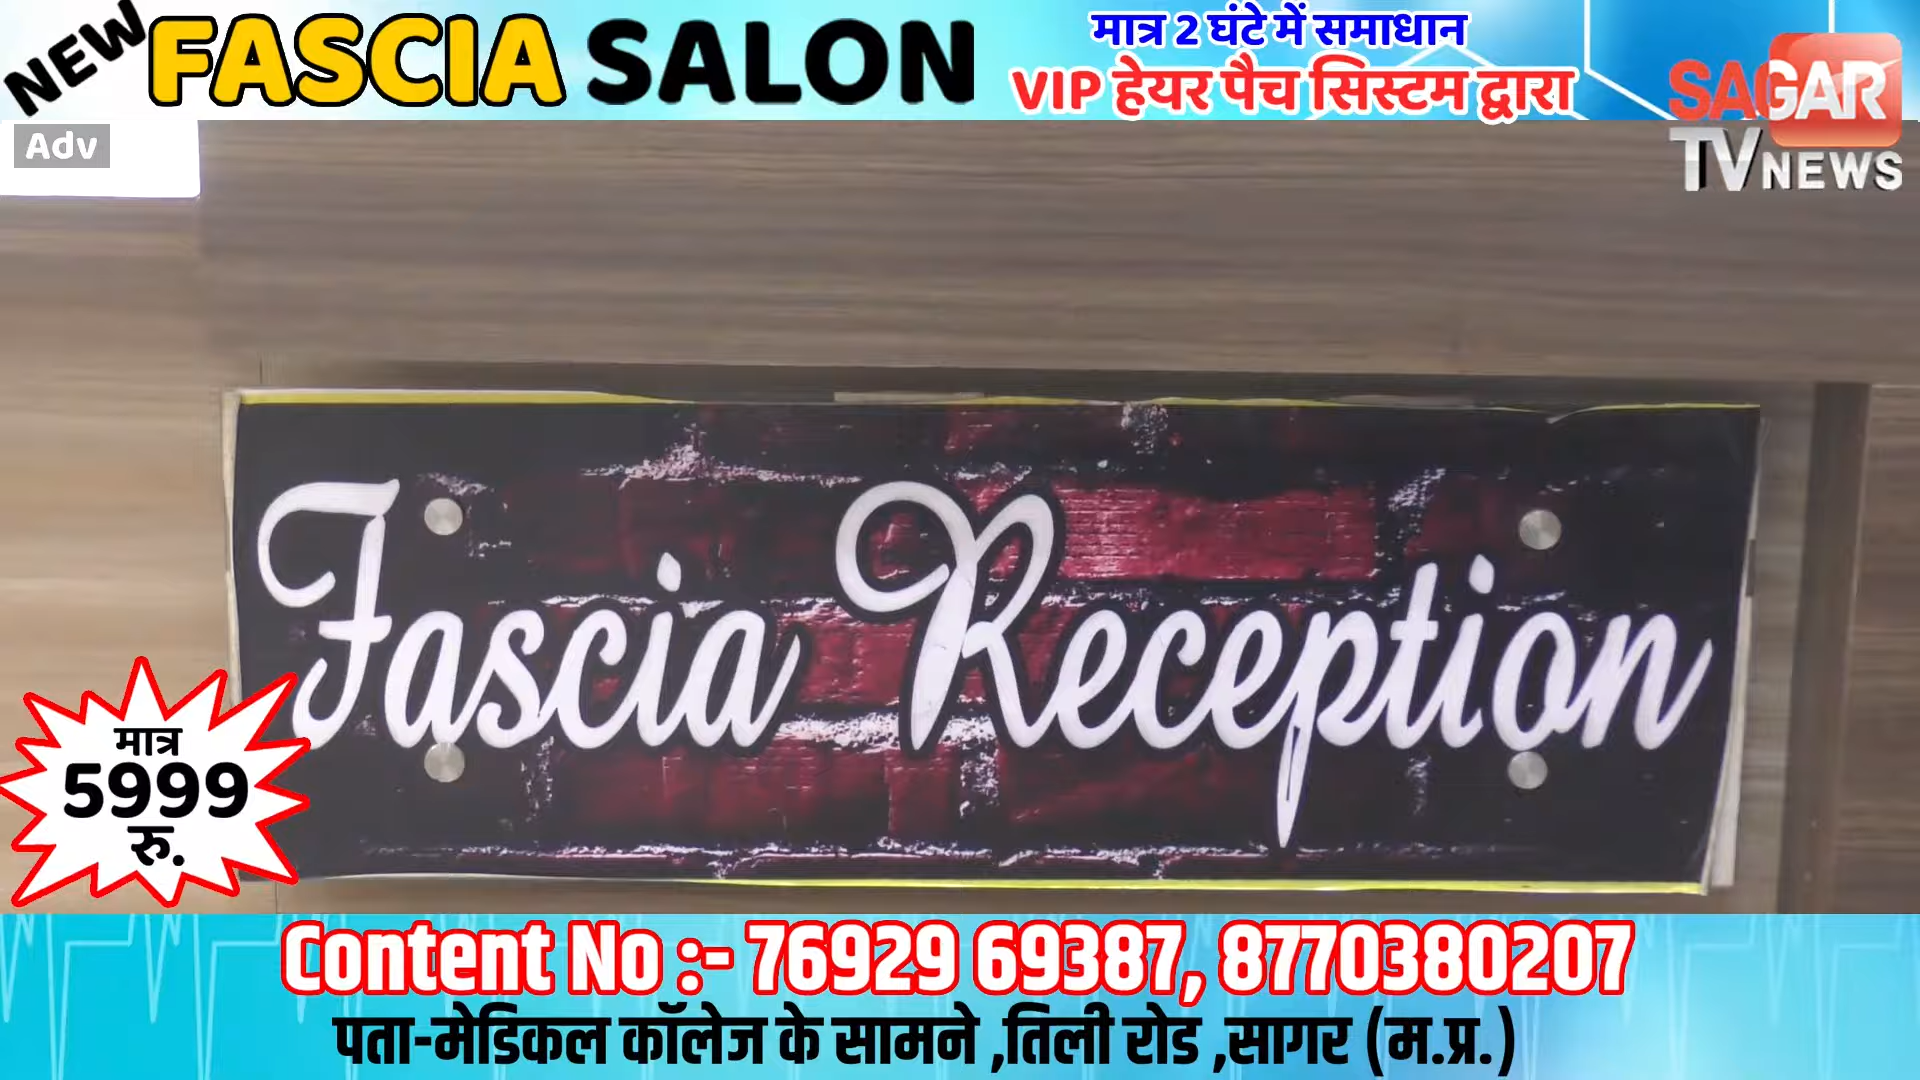 NEW FASCIA SALON
मात्र 2 घंटे में समाधान
VIP हेयर पैच सिस्टम द्वारा
SAGAR
TV NEWS
Adv
Fascia Reception
मात्र
5999
रु.
Content No :- 76929 69387, 8770380207
पता-मेडिकल कॉलेज के सामने ,तिली रोड ,सागर (म.प्र.)